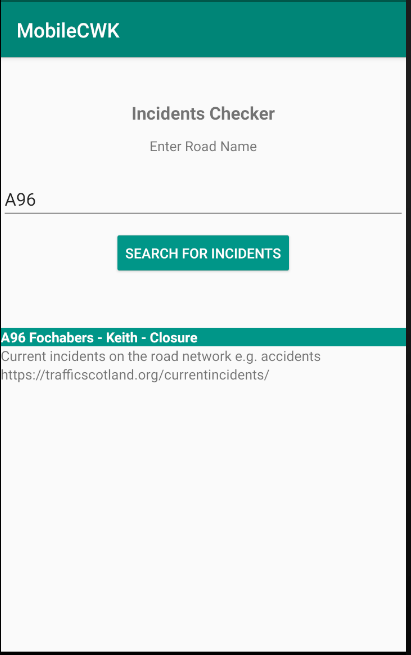 MobileCWK
Incidents Checker
Enter Road Name
A96
SEARCH FOR INCIDENTS
A96 Fochabers - Keith - Closure
Current incidents on the road network e.g. accidents
https://trafficscotland.org/currentincidents/